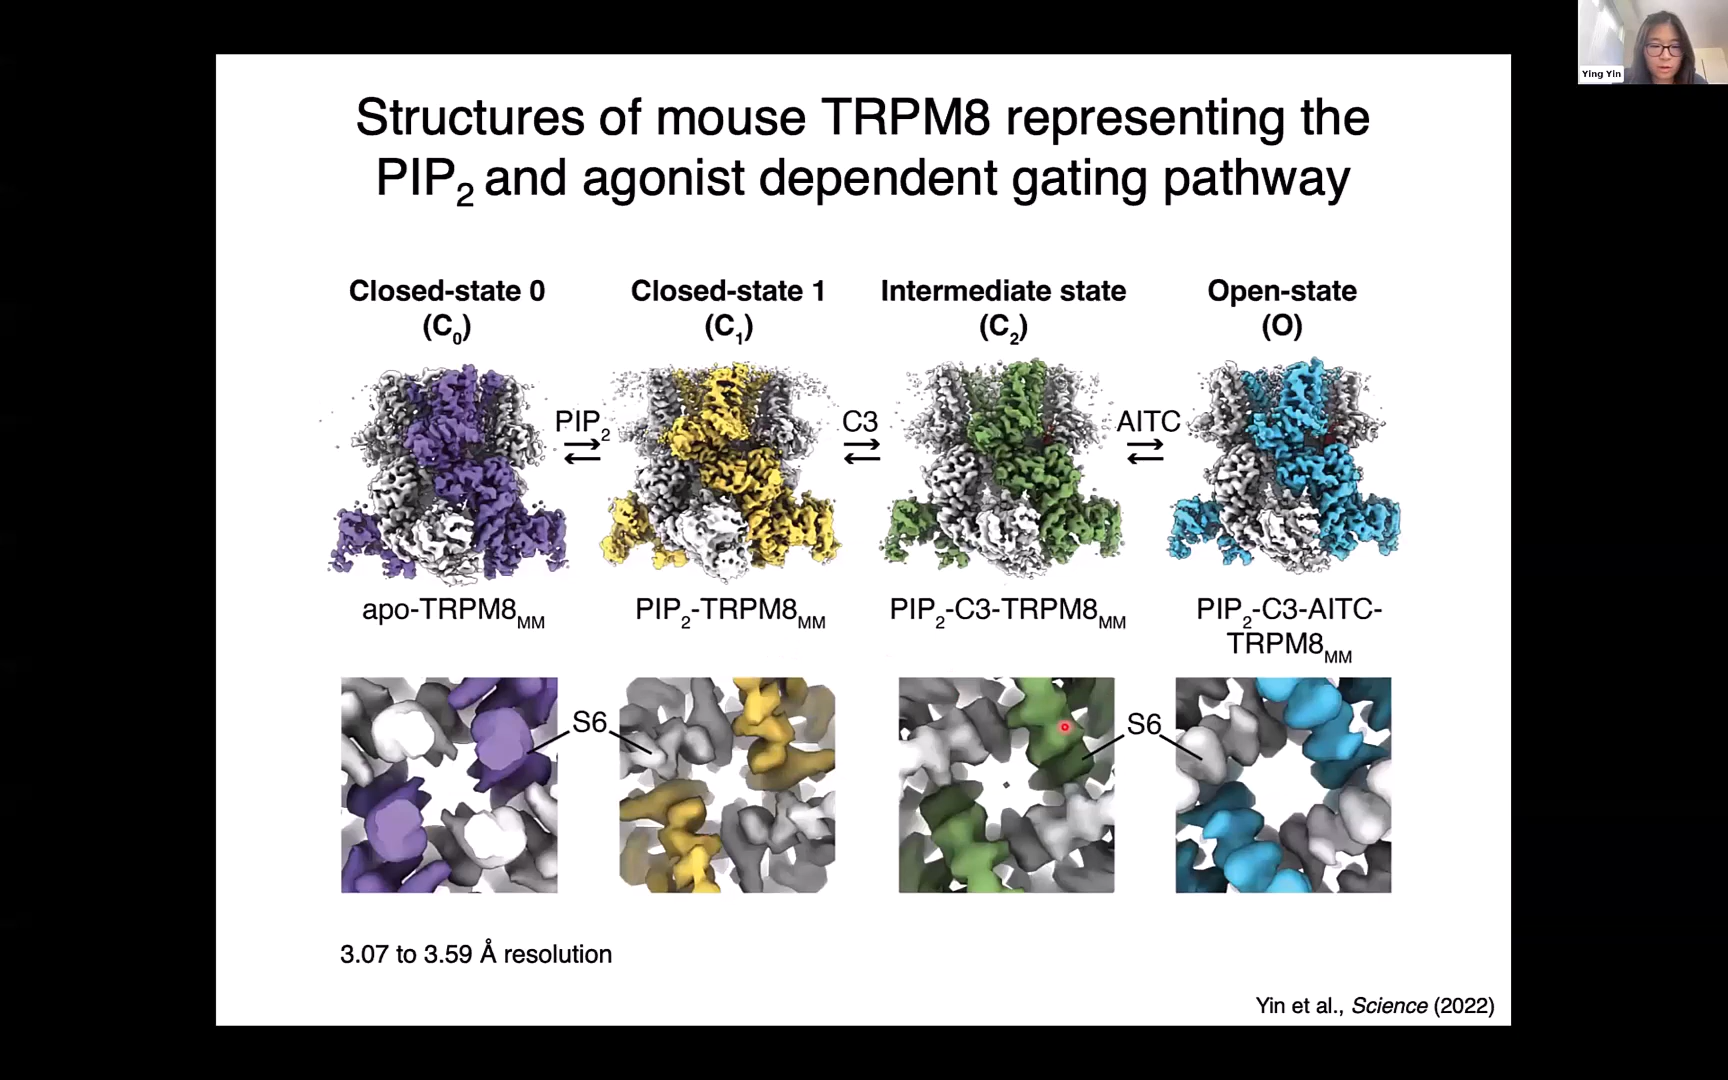 Ying Yin
Structures of mouse TRPM8 representing the
PIP2 and agonist dependent gating pathway
Closed-state 0
(C0)
Closed-state 1
(C1)
Intermediate state
(C2)
Open-state
(O)
PIP2
C3
AITC
apo-TRPM8MM
PIP2-TRPM8MM
PIP2-C3-TRPM8MM
PIP2-C3-AITC-
TRPM8MM
S6
S6
3.07 to 3.59 Å resolution
Yin et al., Science (2022)